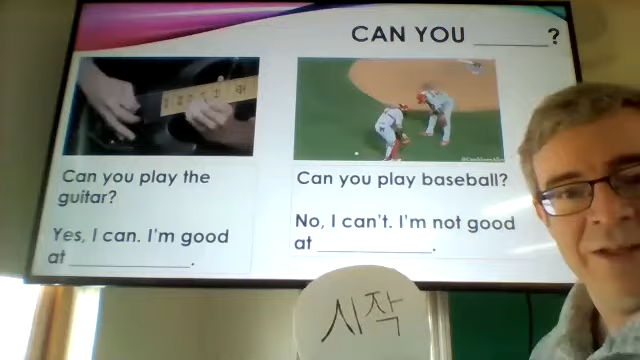 CAN YOU ______?
Can you play the
guitar?
Yes, I can. I'm good
at ____________.
Can you play baseball?
No, I can't. I'm not good
at ____________.
시작